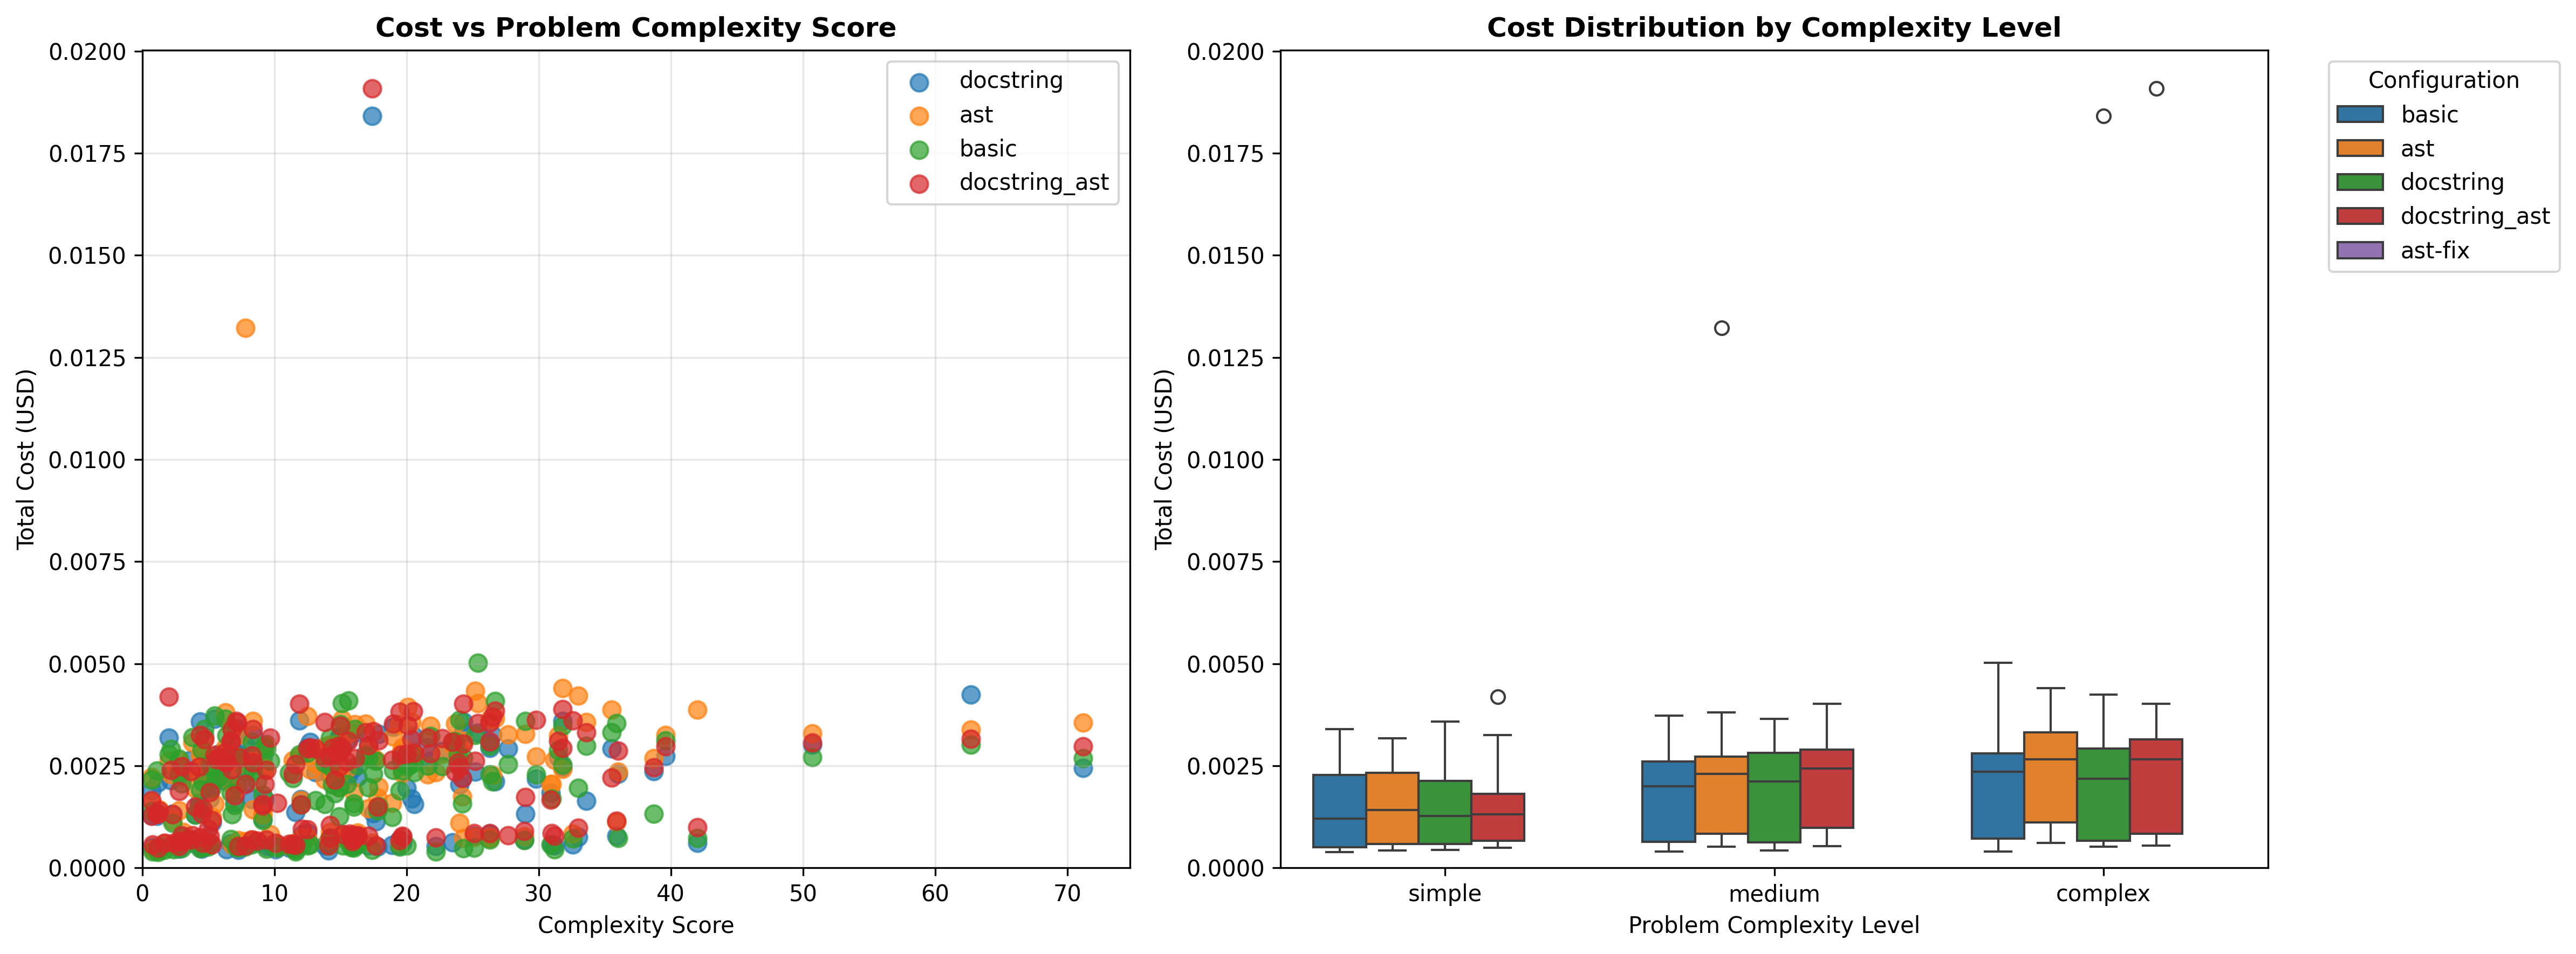 Cost vs Problem Complexity Score
0.0200
0.0175
0.0150
0.0125
0.0100
0.0075
0.0050
0.0025
0.0000
Total Cost (USD)
0
10
20
30
40
50
60
70
Complexity Score
docstring
ast
basic
docstring_ast
Cost Distribution by Complexity Level
0.0200
0.0175
0.0150
0.0125
0.0100
0.0075
0.0050
0.0025
0.0000
Total Cost (USD)
simple
medium
complex
Problem Complexity Level
Configuration
basic
ast
docstring
docstring_ast
ast-fix